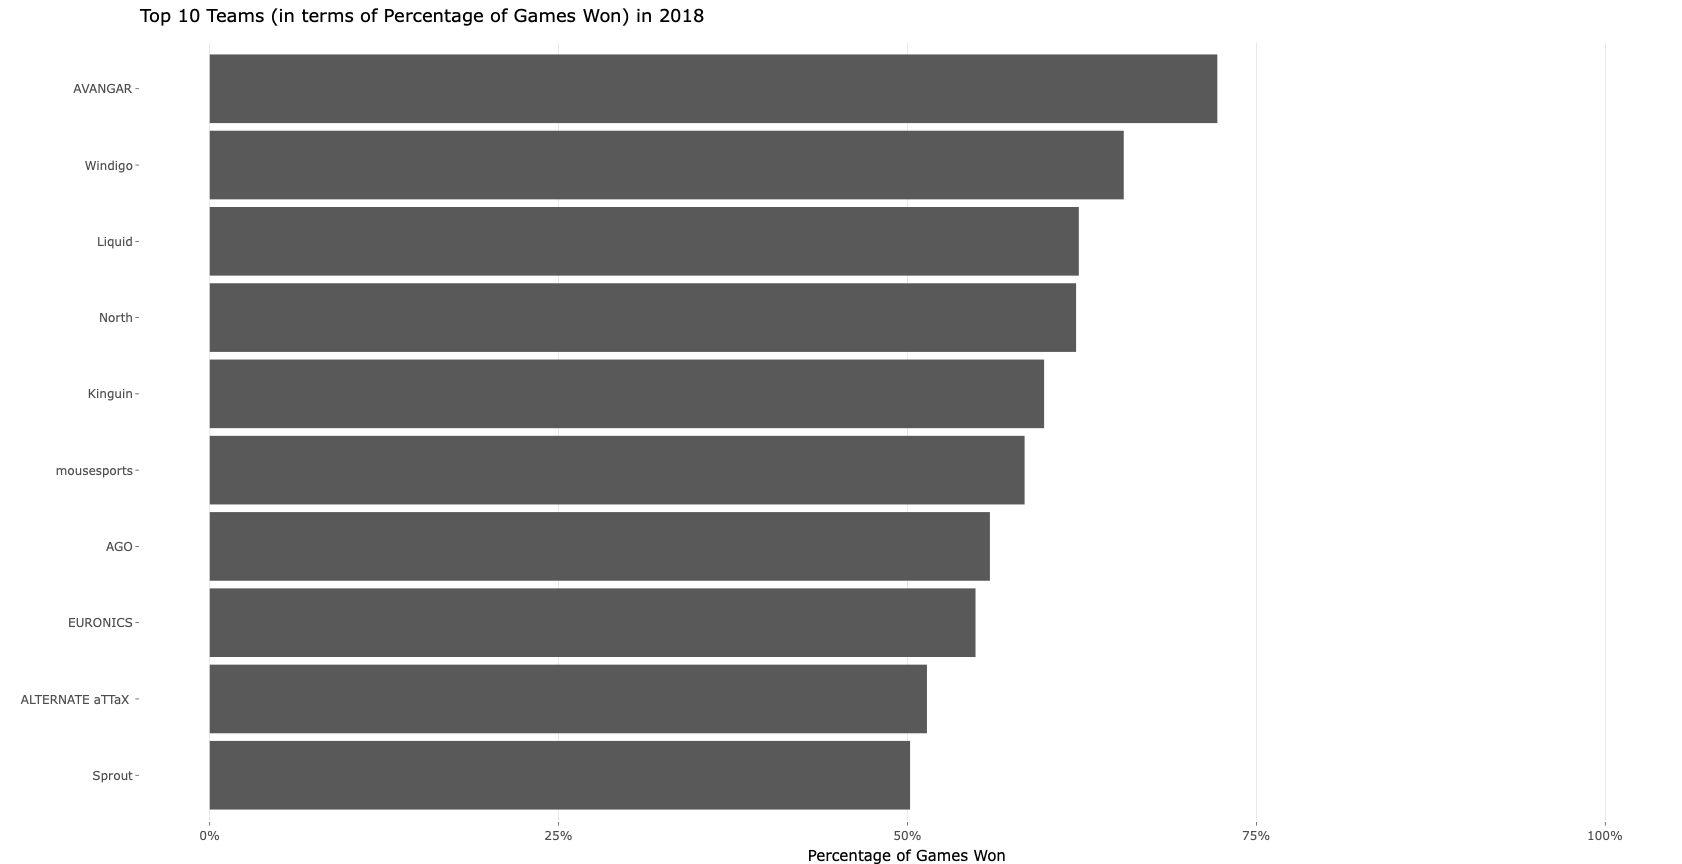 Top 10 Teams (in terms of Percentage of Games Won) in 2018
AVANGAR
Windigo
Liquid
North
Kinguin
mousesports
AGO
EURONICS
ALTERNATE aTTaX
Sprout
0% 25% 50% 75% 100%
Percentage of Games Won